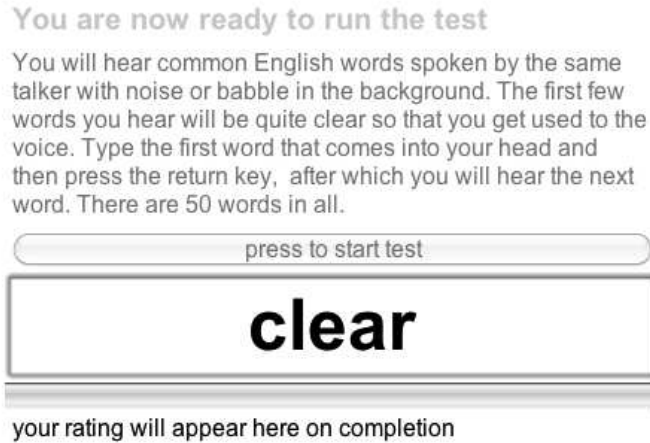 You are now ready to run the test
You will hear common English words spoken by the same
talker with noise or babble in the background. The first few
words you hear will be quite clear so that you get used to the
voice. Type the first word that comes into your head and
then press the return key, after which you will hear the next
word. There are 50 words in all.
press to start test
clear
your rating will appear here on completion